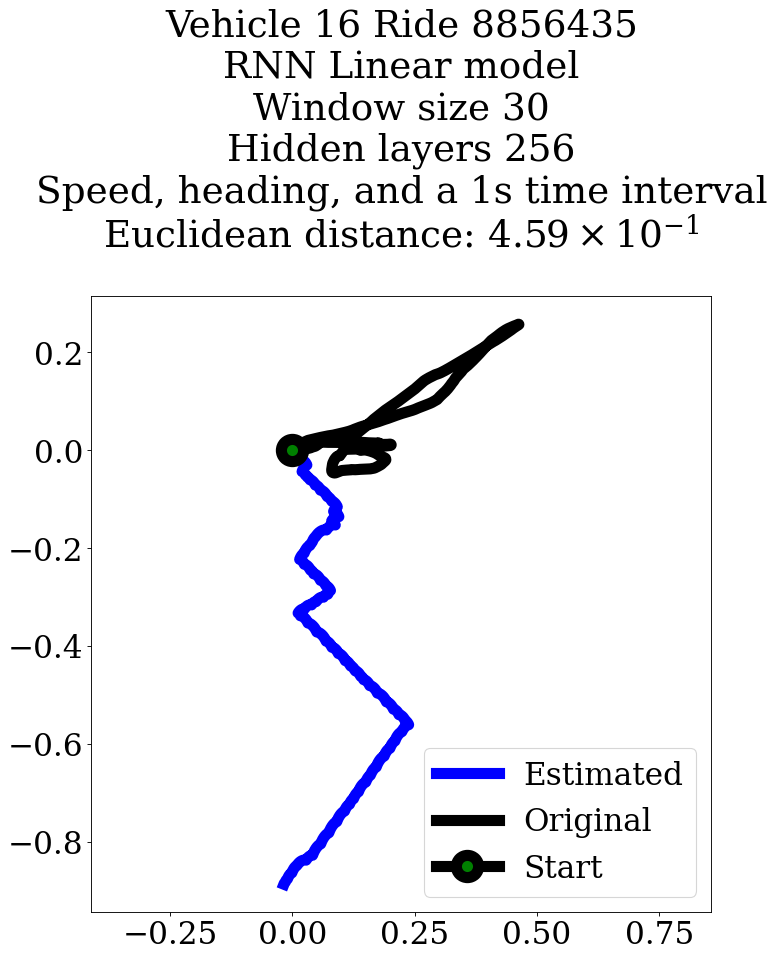 Vehicle 16 Ride 8856435
RNN Linear model
Window size 30
Hidden layers 256
Speed, heading, and a 1s time interval
Euclidean distance: 4.59 × 10⁻¹
0.2
0.0
−0.2
−0.4
−0.6
−0.8
Estimated
Original
Start
−0.25 0.00 0.25 0.50 0.75